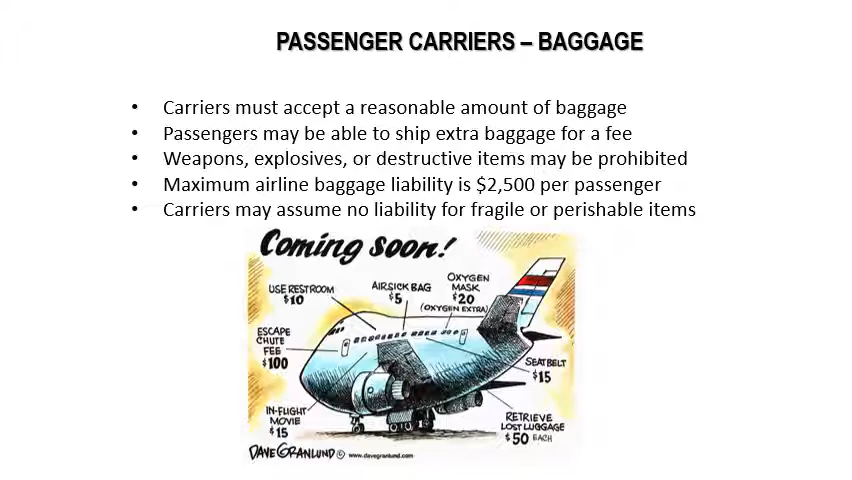 PASSENGER CARRIERS – BAGGAGE
• Carriers must accept a reasonable amount of baggage
• Passengers may be able to ship extra baggage for a fee
• Weapons, explosives, or destructive items may be prohibited
• Maximum airline baggage liability is $2,500 per passenger
• Carriers may assume no liability for fragile or perishable items
Coming soon!
USE RESTROOM
$10
AIRSICK BAG
$5
OXYGEN
MASK
$20
(OXYGEN EXTRA)
ESCAPE
CHUTE
FEE
$100
SEATBELT
$15
IN-FLIGHT
MOVIE
$15
RETRIEVE
LOST LUGGAGE
$50 EACH
DAVE GRANLUND © www.davegranlund.com